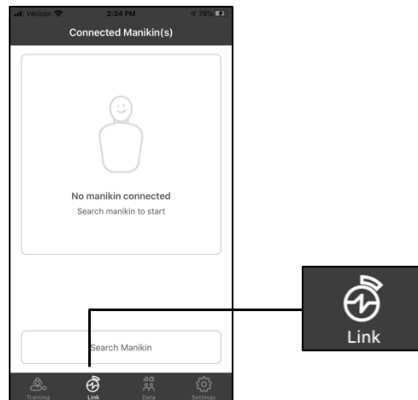 Verizon 2:34 PM 79%
Connected Manikin(s)
No manikin connected
Search manikin to start
Search Manikin
Training Link Data Settings
Link